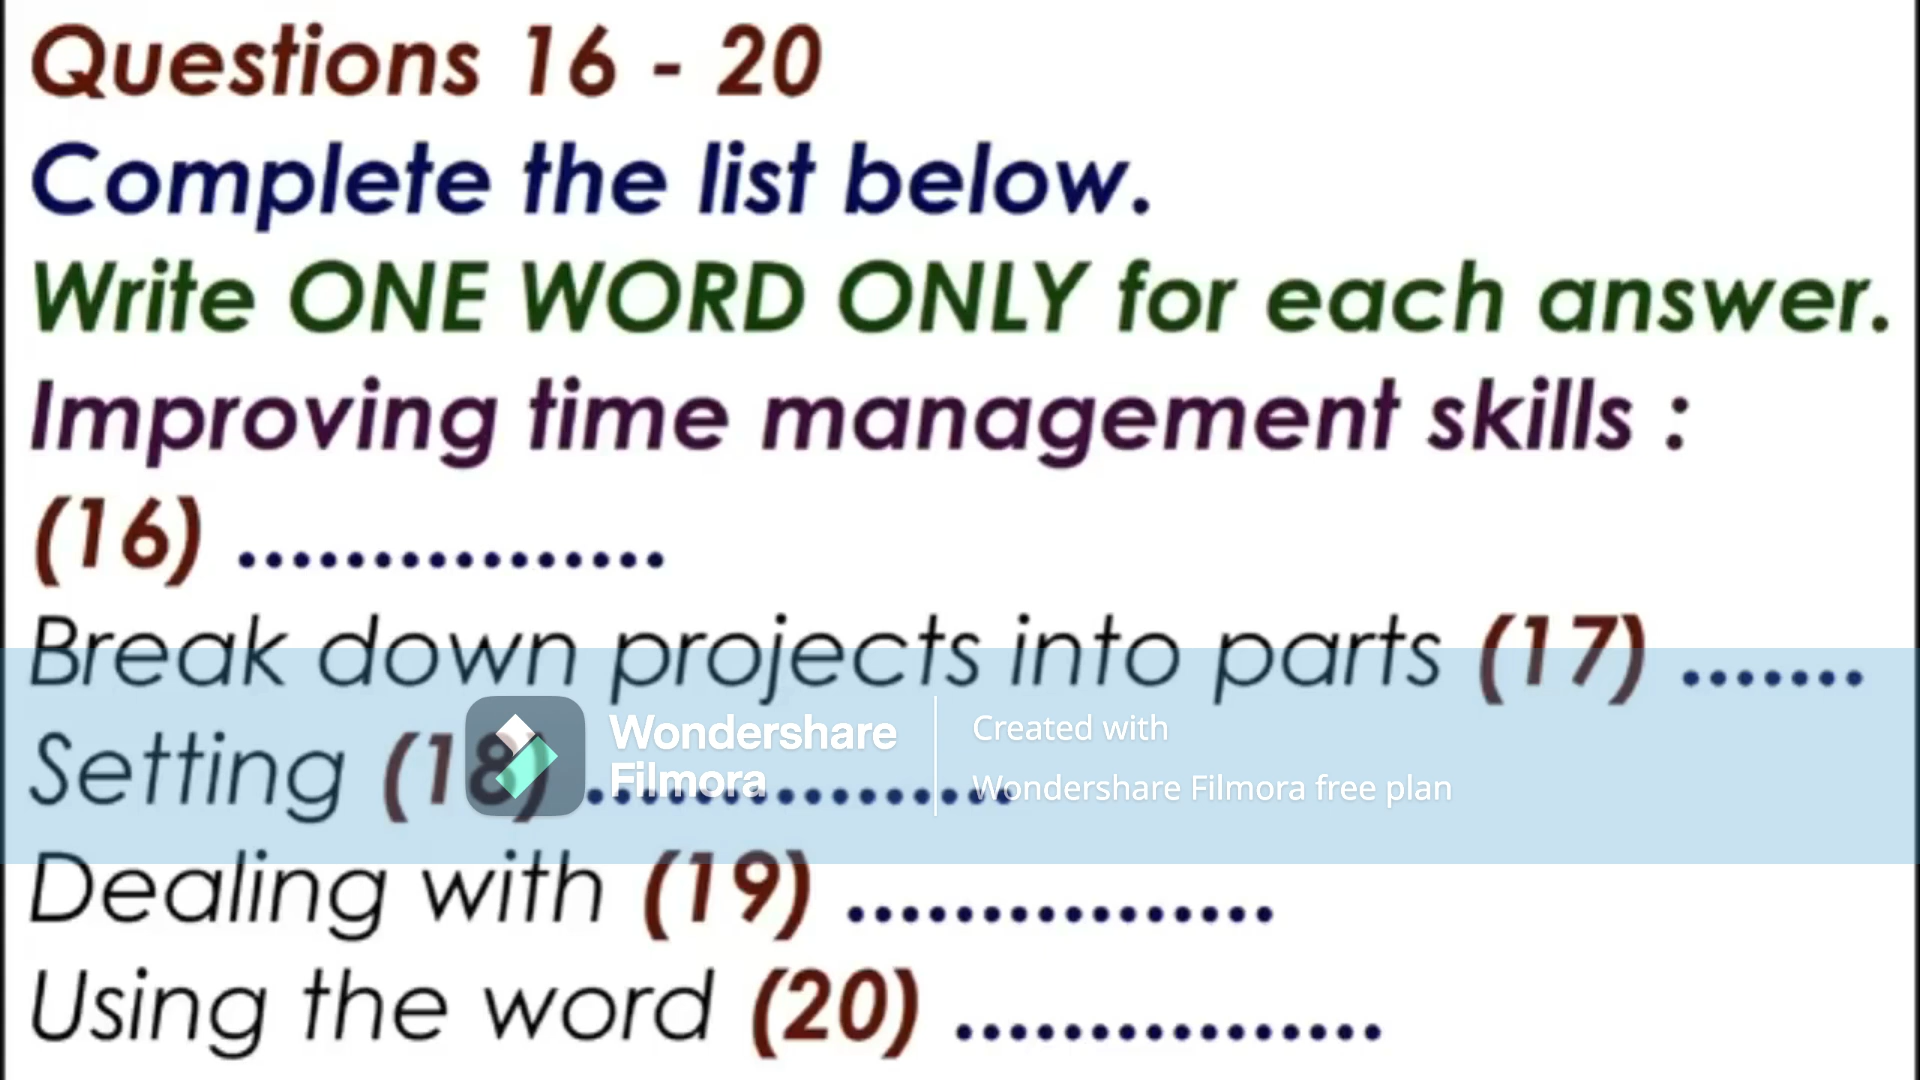 Questions 16 - 20
Complete the list below.
Write ONE WORD ONLY for each answer.
Improving time management skills :
(16) ................
Break down projects into parts (17) .......
Setting (18) ................
Wondershare
Filmora
Created with
Wondershare Filmora free plan
Dealing with (19) ................
Using the word (20) ................